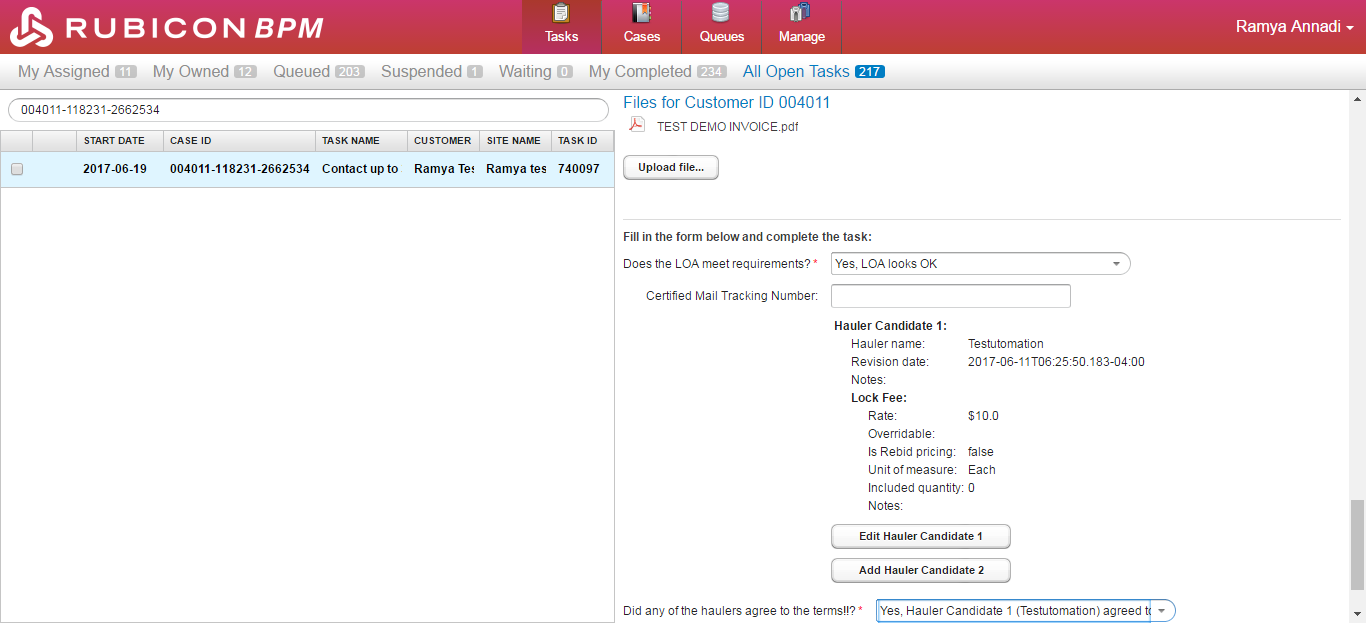 RUBICON BPM
Tasks Cases Queues Manage
Ramya Annadi
My Assigned 11 My Owned 12 Queued 203 Suspended 1 Waiting 0 My Completed 234 All Open Tasks 217
004011-118231-2662534
START DATE CASE ID TASK NAME CUSTOMER SITE NAME TASK ID
2017-06-19 004011-118231-2662534 Contact up to Ramya Tes Ramya tes 740097
Files for Customer ID 004011
TEST DEMO INVOICE.pdf
Upload file...
Fill in the form below and complete the task:
Does the LOA meet requirements? * Yes, LOA looks OK
Certified Mail Tracking Number:
Hauler Candidate 1:
Hauler name: Testutomation
Revision date: 2017-06-11T06:25:50.183-04:00
Notes:
Lock Fee:
Rate: $10.0
Overridable:
Is Rebid pricing: false
Unit of measure: Each
Included quantity: 0
Notes:
Edit Hauler Candidate 1
Add Hauler Candidate 2
Did any of the haulers agree to the terms!!? * Yes, Hauler Candidate 1 (Testutomation) agreed to